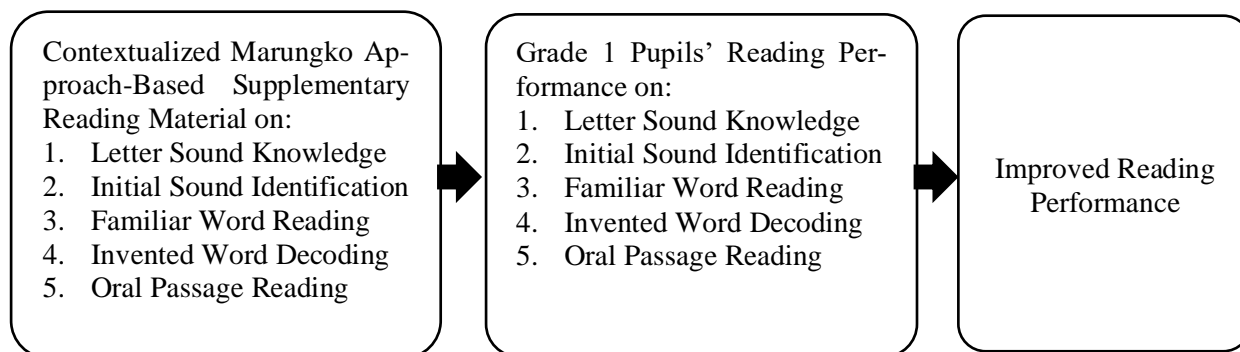 Contextualized Marungko Ap-
proach-Based Supplementary
Reading Material on:
1. Letter Sound Knowledge
2. Initial Sound Identification
3. Familiar Word Reading
4. Invented Word Decoding
5. Oral Passage Reading
Grade 1 Pupils’ Reading Per-
formance on:
1. Letter Sound Knowledge
2. Initial Sound Identification
3. Familiar Word Reading
4. Invented Word Decoding
5. Oral Passage Reading
Improved Reading
Performance